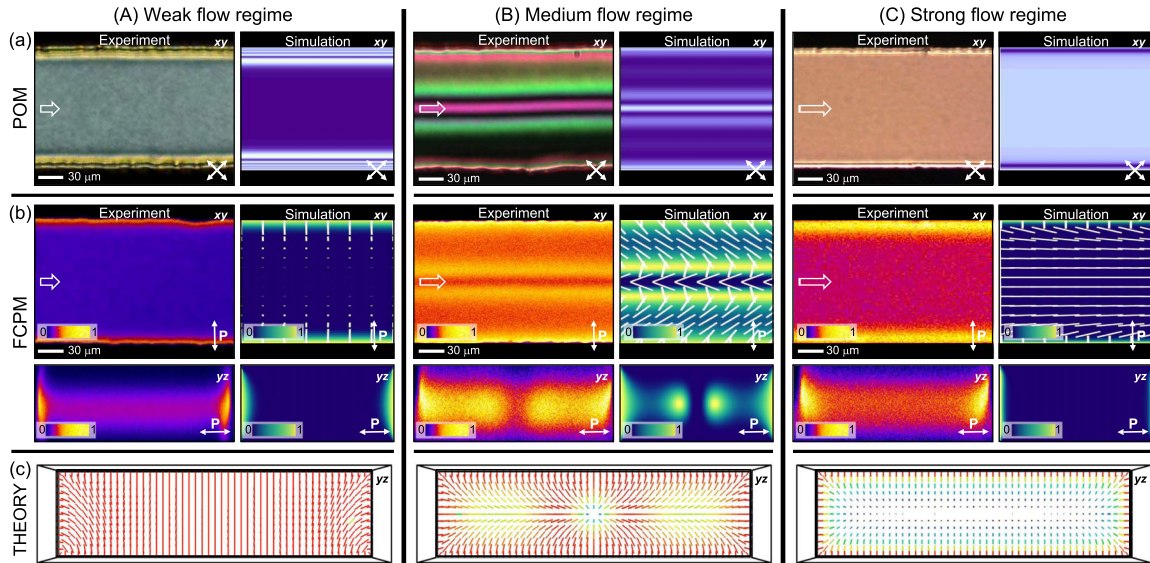 (A) Weak flow regime
(B) Medium flow regime
(C) Strong flow regime
(a)
POM
Experiment xy
30 μm
Simulation xy
Experiment xy
30 μm
Simulation xy
Experiment xy
30 μm
Simulation xy
(b)
FCPM
Experiment xy
0 1
P
30 μm
Simulation xy
0 1
P
Experiment xy
0 1
P
30 μm
Simulation xy
0 1
P
Experiment xy
0 1
P
30 μm
Simulation xy
0 1
P
yz
0 1
P
yz
0 1
yz
0 1
P
yz
0 1
yz
0 1
P
yz
0 1
(c)
THEORY
yz
yz
yz